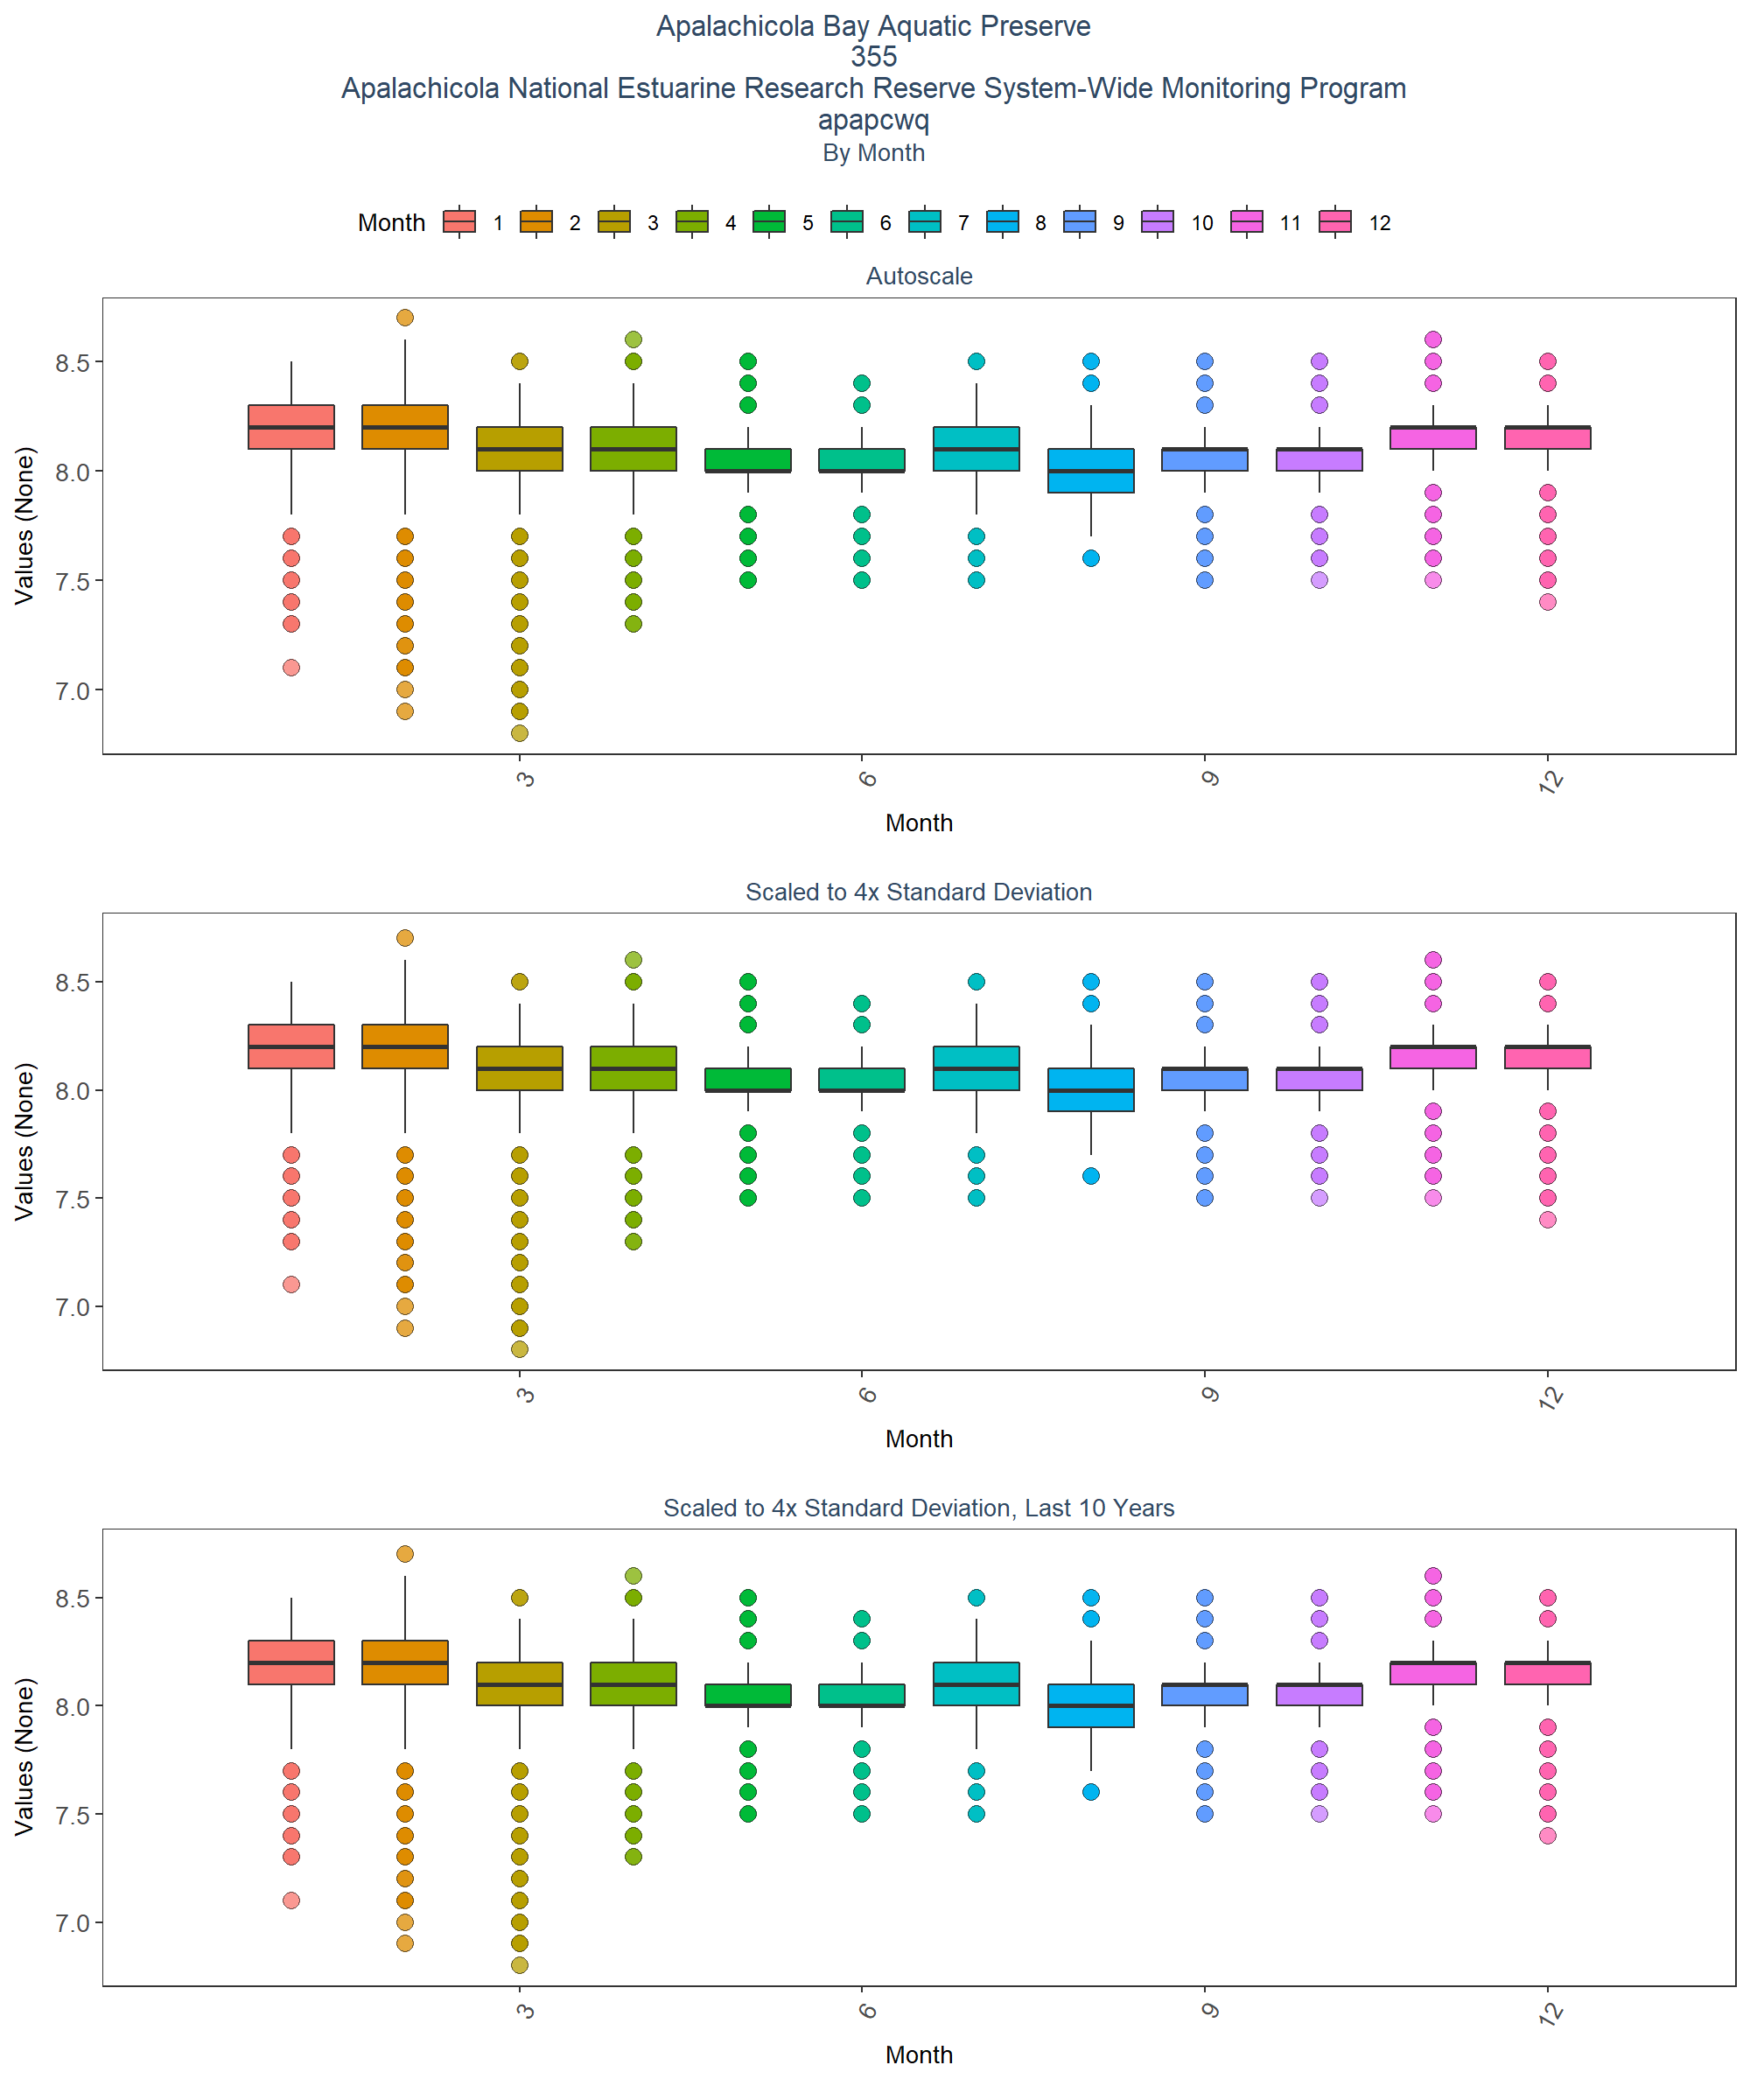 Apalachicola Bay Aquatic Preserve
355
Apalachicola National Estuarine Research Reserve System-Wide Monitoring Program
apapcwq
By Month
Month 1 2 3 4 5 6 7 8 9 10 11 12
Autoscale
Values (None)
8.5
8.0
7.5
7.0
3 6 9 12
Month
Scaled to 4x Standard Deviation
Values (None)
8.5
8.0
7.5
7.0
3 6 9 12
Month
Scaled to 4x Standard Deviation, Last 10 Years
Values (None)
8.5
8.0
7.5
7.0
3 6 9 12
Month